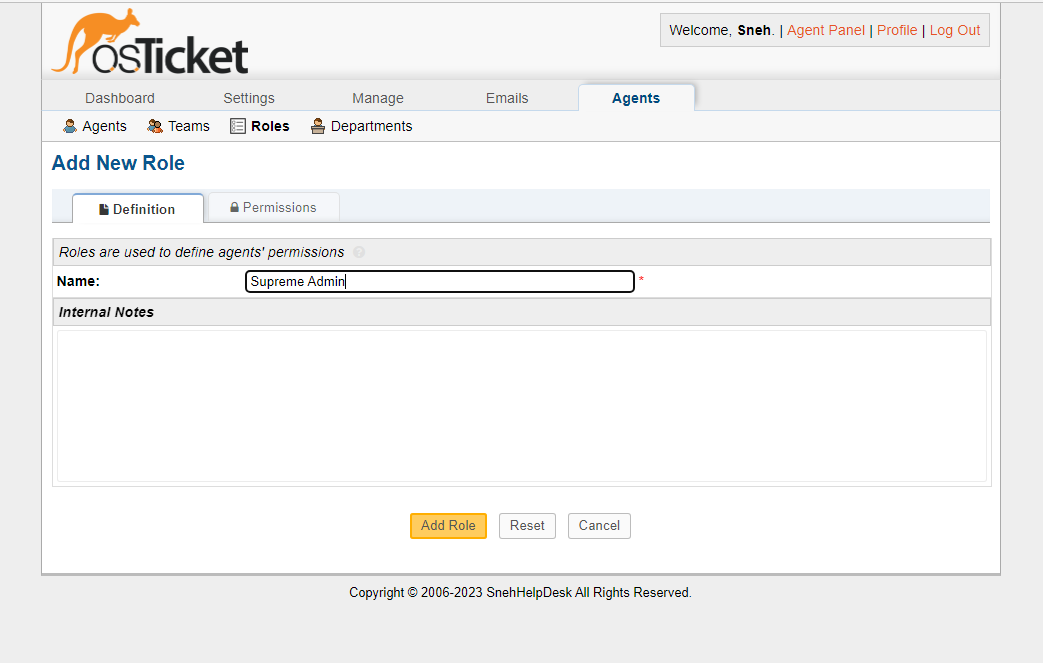 osTicket
Welcome, Sneh. | Agent Panel | Profile | Log Out
Dashboard Settings Manage Emails Agents
Agents Teams Roles Departments
Add New Role
Definition Permissions
Roles are used to define agents' permissions ?
Name: Supreme Admin *
Internal Notes
Add Role Reset Cancel
Copyright © 2006-2023 SnehHelpDesk All Rights Reserved.